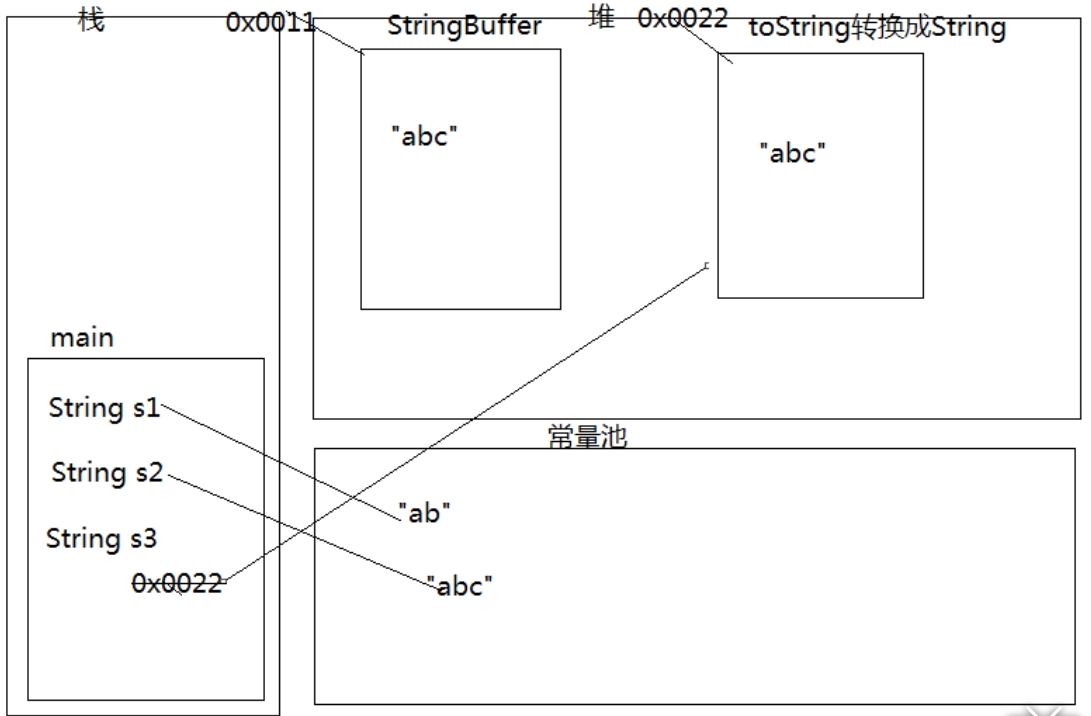 栈
0x0011
StringBuffer
堆
0x0022
toString转换成String
"abc"
"abc"
main
String s1
String s2
String s3
0x0022
常量池
"ab"
"abc"